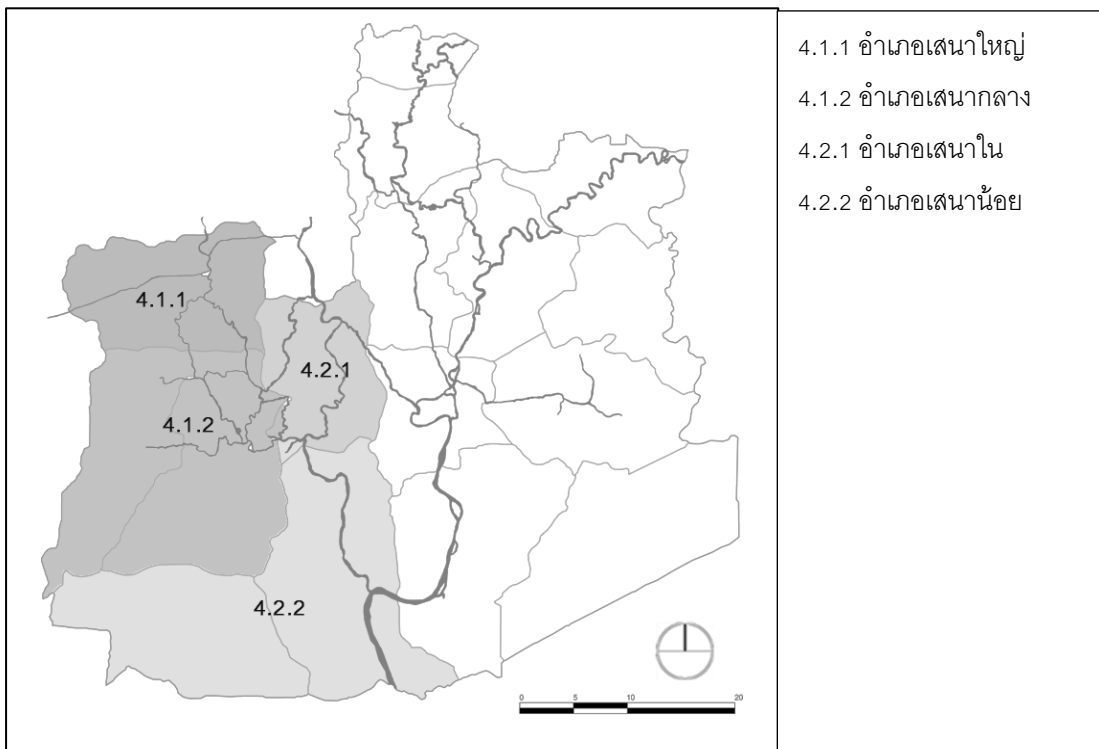 4.1.1
4.2.1
4.1.2
4.2.2
0 5 10 20
4.1.1 อำเภอเสนาใหญ่
4.1.2 อำเภอเสนากลาง
4.2.1 อำเภอเสนาใน
4.2.2 อำเภอเสนาน้อย